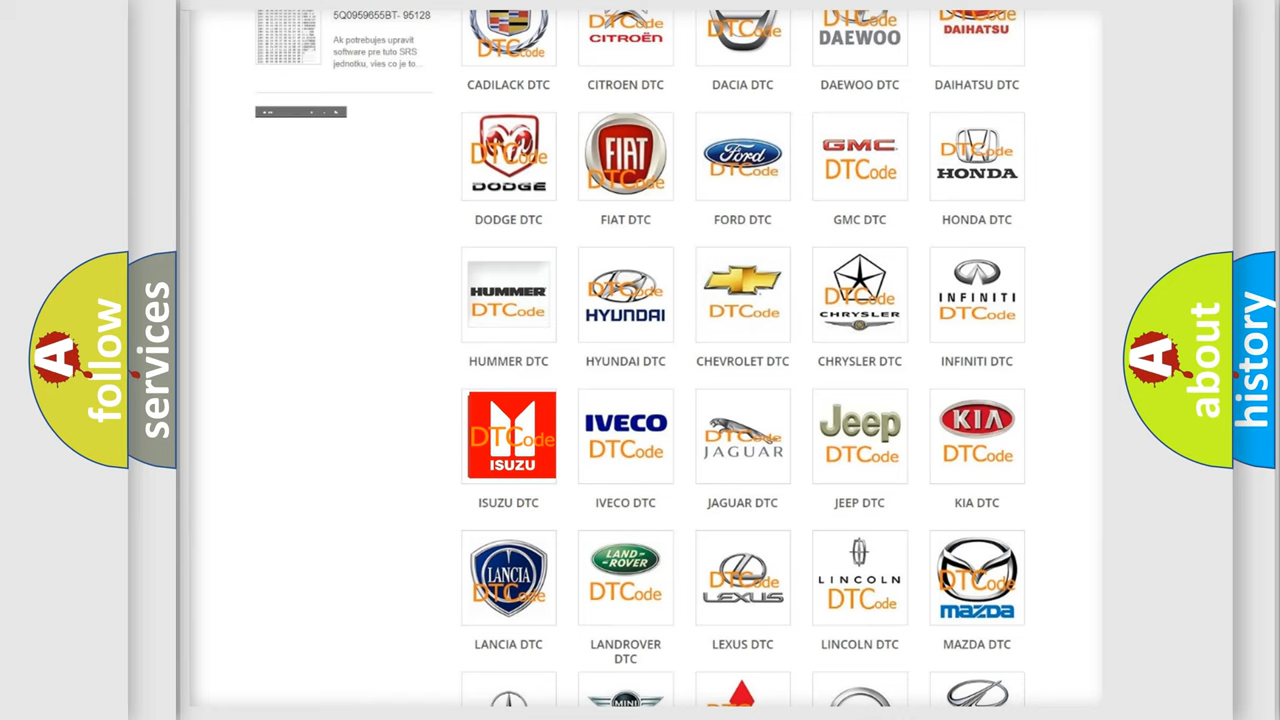 5Q0959655BT- 95128
Ak potrebujes upravit
software pre tuto SRS
jednotku, vies co je to...
DTCode
DTCode
CITROËN
DTCode
DAEWOO
DTCode
DAIHATSU
CADILACK DTC
CITROEN DTC
DACIA DTC
DAEWOO DTC
DAIHATSU DTC
DTCode
DODGE
FIAT
DTCode
Ford
DTCode
GMC
DTCode
DTCode
HONDA
DODGE DTC
FIAT DTC
FORD DTC
GMC DTC
HONDA DTC
HUMMER
DTCode
DTCode
HYUNDAI
DTCode
DTCode
CHRYSLER
INFINITI
DTCode
HUMMER DTC
HYUNDAI DTC
CHEVROLET DTC
CHRYSLER DTC
INFINITI DTC
DTCode
ISUZU
IVECO
DTCode
DTCode
JAGUAR
Jeep
DTCode
KIA
DTCode
ISUZU DTC
IVECO DTC
JAGUAR DTC
JEEP DTC
KIA DTC
LANCIA
DTCode
LAND-
ROVER
DTCode
DTCode
LEXUS
LINCOLN
DTCode
DTCode
mazda
LANCIA DTC
LANDROVER
DTC
LEXUS DTC
LINCOLN DTC
MAZDA DTC
MINI
A follow
services
A about
history